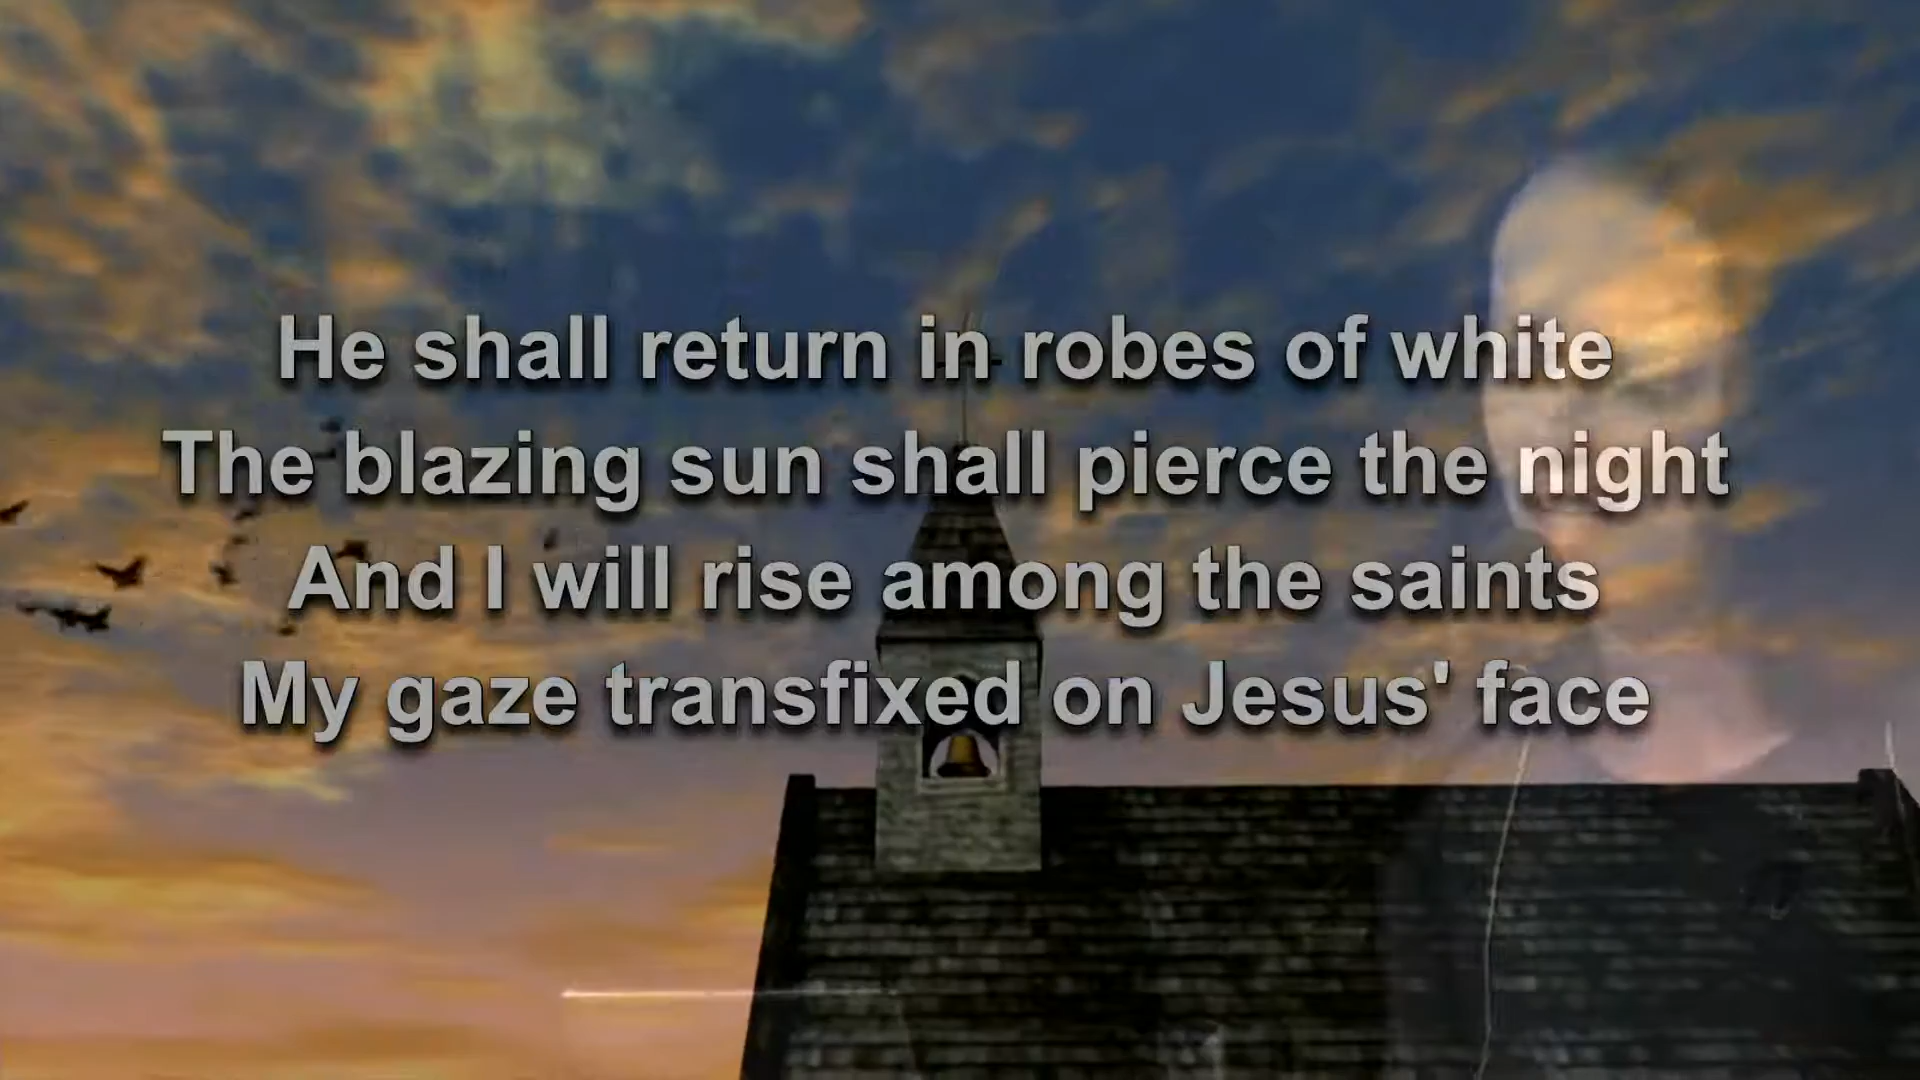 He shall return in robes of white
The blazing sun shall pierce the night
And I will rise among the saints
My gaze transfixed on Jesus' face